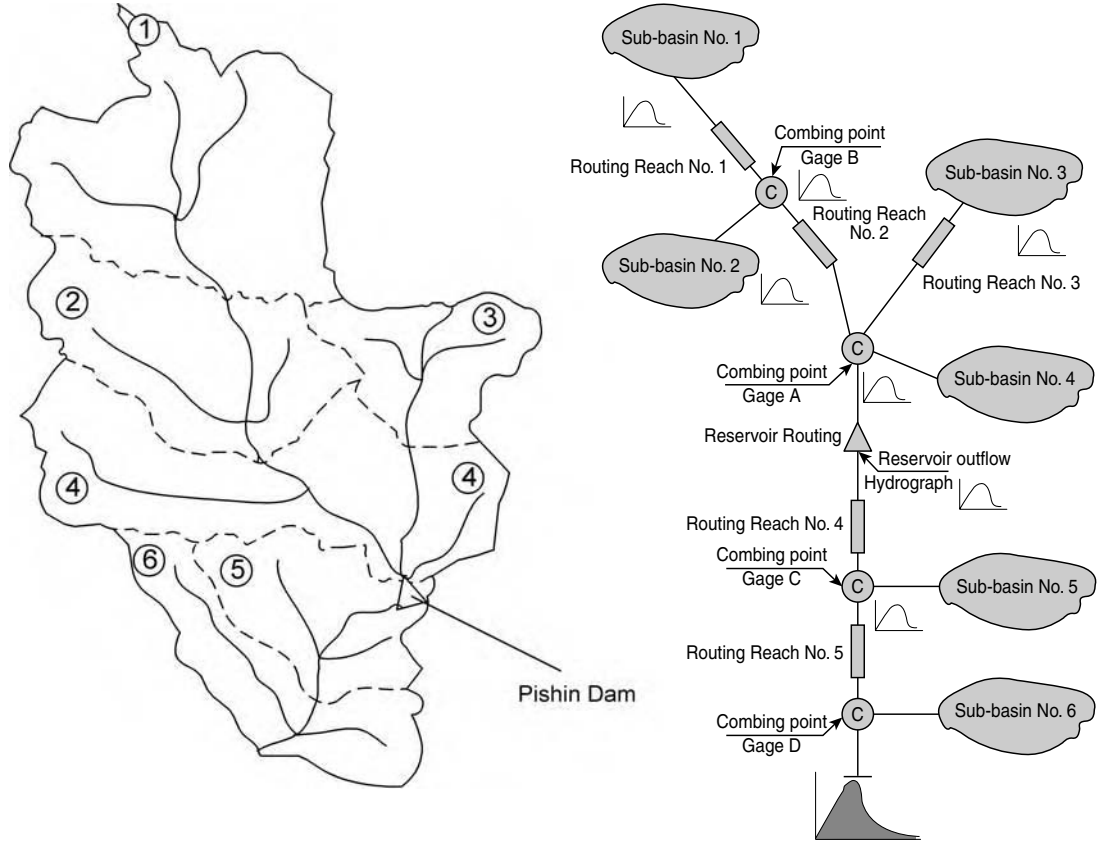 1
2
3
4
4
6
5
Pishin Dam
Sub-basin No. 1
Combing point
Gage B
Routing Reach No. 1
C
Sub-basin No. 3
Routing Reach
No. 2
Sub-basin No. 2
Routing Reach No. 3
C
Combing point
Gage A
Sub-basin No. 4
Reservoir Routing
Reservoir outflow
Hydrograph
Routing Reach No. 4
Combing point
Gage C
C
Sub-basin No. 5
Routing Reach No. 5
Combing point
Gage D
C
Sub-basin No. 6